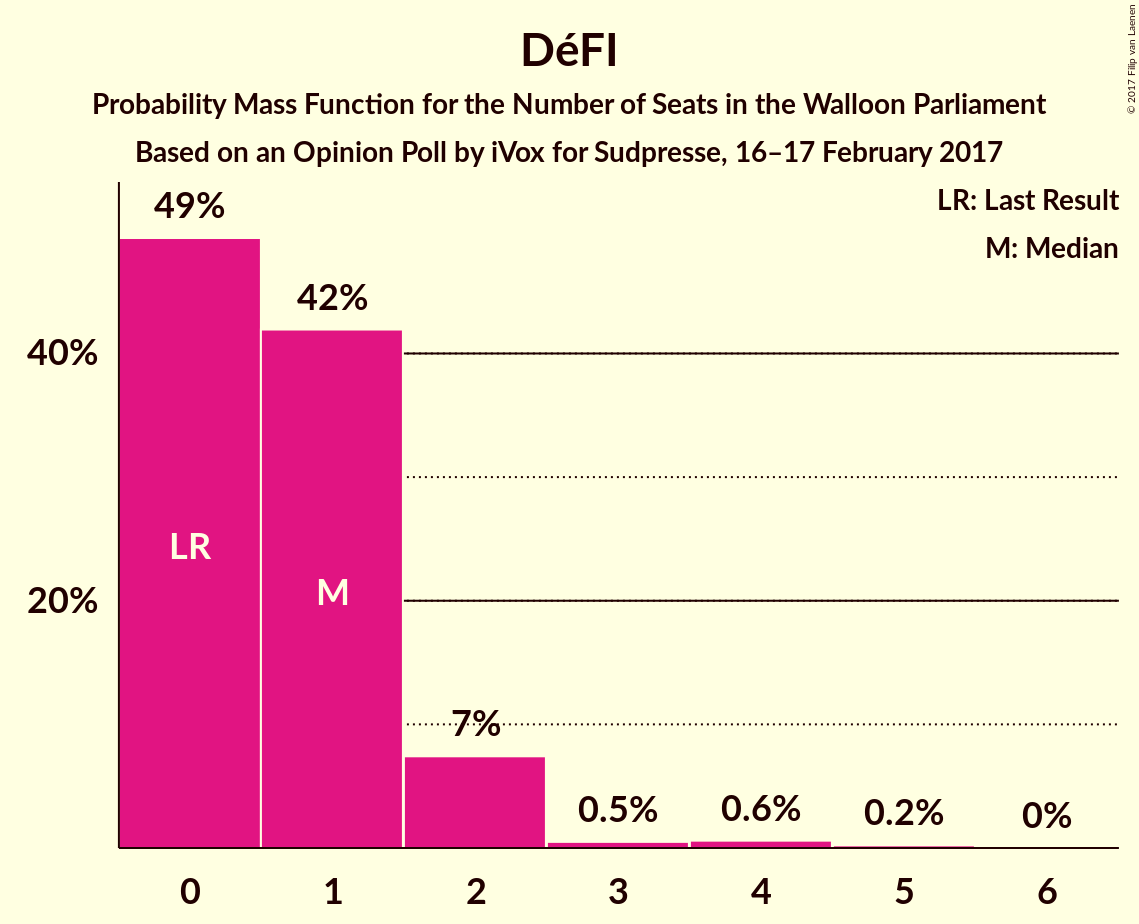 DéFI
Probability Mass Function for the Number of Seats in the Walloon Parliament
Based on an Opinion Poll by iVox for Sudpresse, 16–17 February 2017
© 2017 Filip van Laenen
LR: Last Result
M: Median
49%
42%
40%
LR
M
20%
7%
0.5%
0.6%
0.2%
0%
0 1 2 3 4 5 6